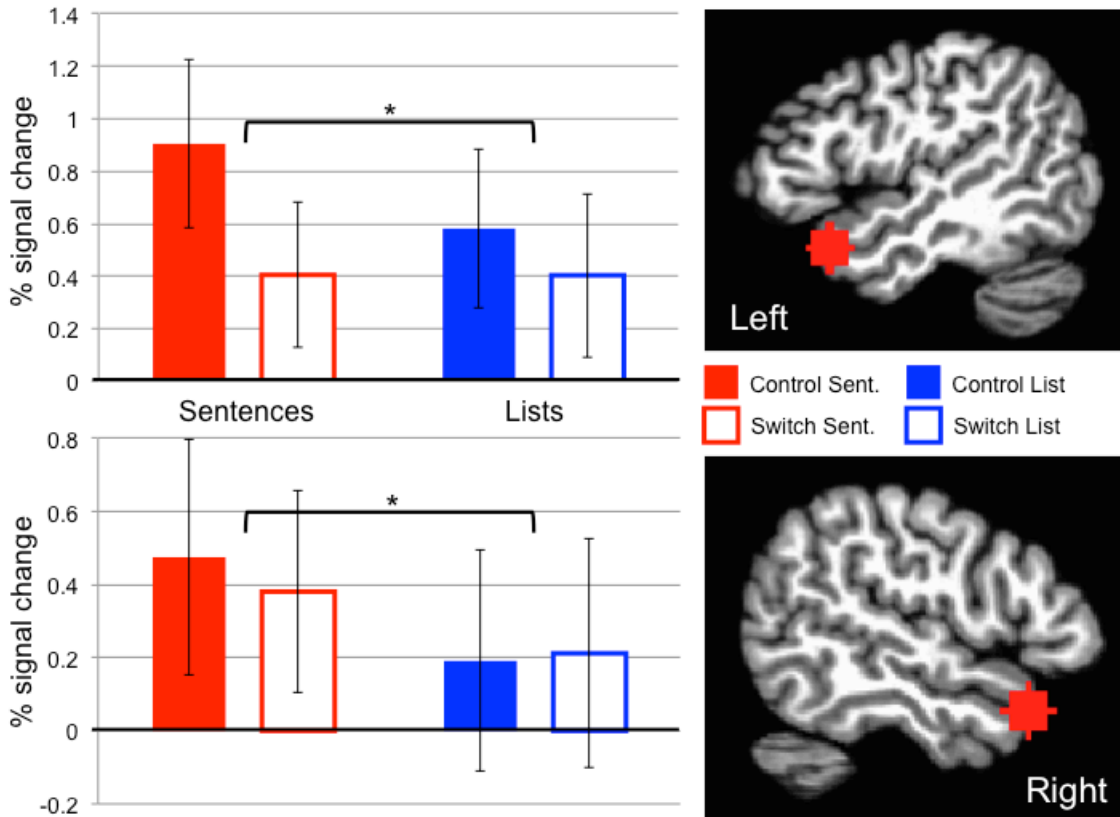 % signal change
1.4
1.2
1
0.8
0.6
0.4
0.2
0
*
Sentences
Lists
Left
Control Sent.
Control List
Switch Sent.
Switch List
% signal change
0.8
0.6
0.4
0.2
0
-0.2
*
Right